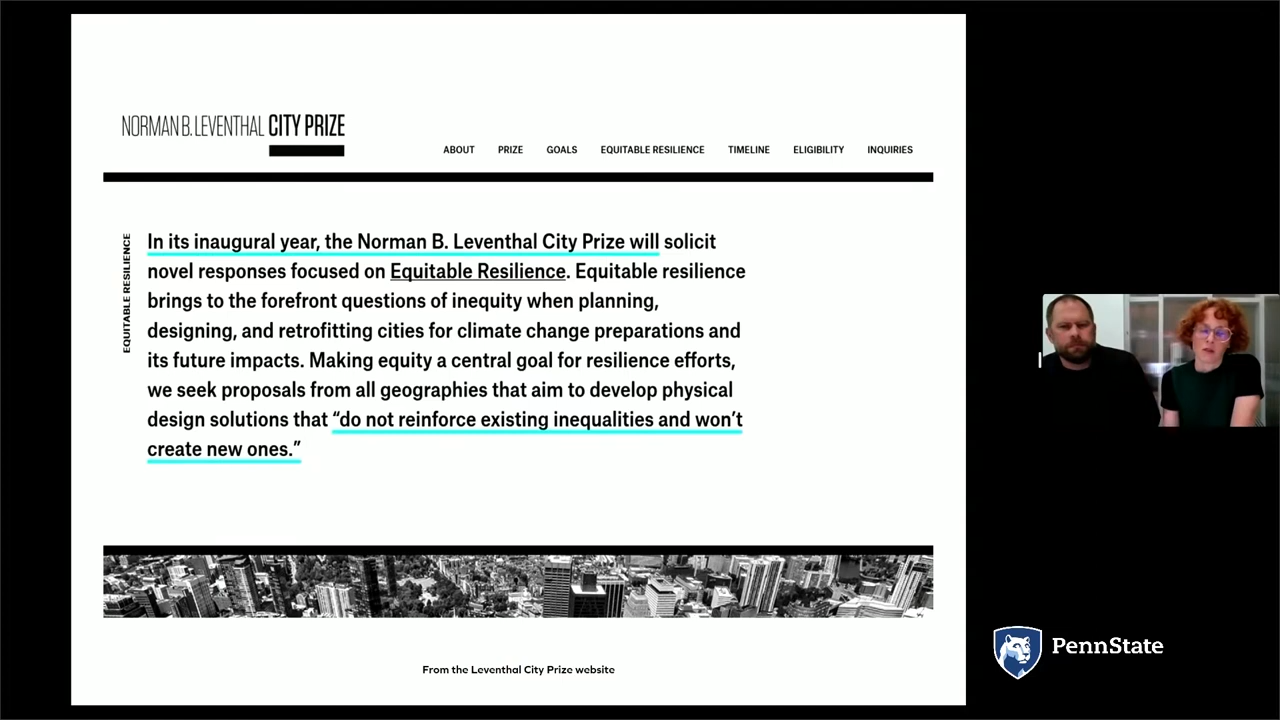 NORMAN B. LEVENTHAL CITY PRIZE
ABOUT PRIZE GOALS EQUITABLE RESILIENCE TIMELINE ELIGIBILITY INQUIRIES
EQUITABLE RESILIENCE
In its inaugural year, the Norman B. Leventhal City Prize will solicit
novel responses focused on Equitable Resilience. Equitable resilience
brings to the forefront questions of inequity when planning,
designing, and retrofitting cities for climate change preparations and
its future impacts. Making equity a central goal for resilience efforts,
we seek proposals from all geographies that aim to develop physical
design solutions that “do not reinforce existing inequalities and won’t
create new ones.”
From the Leventhal City Prize website
PennState